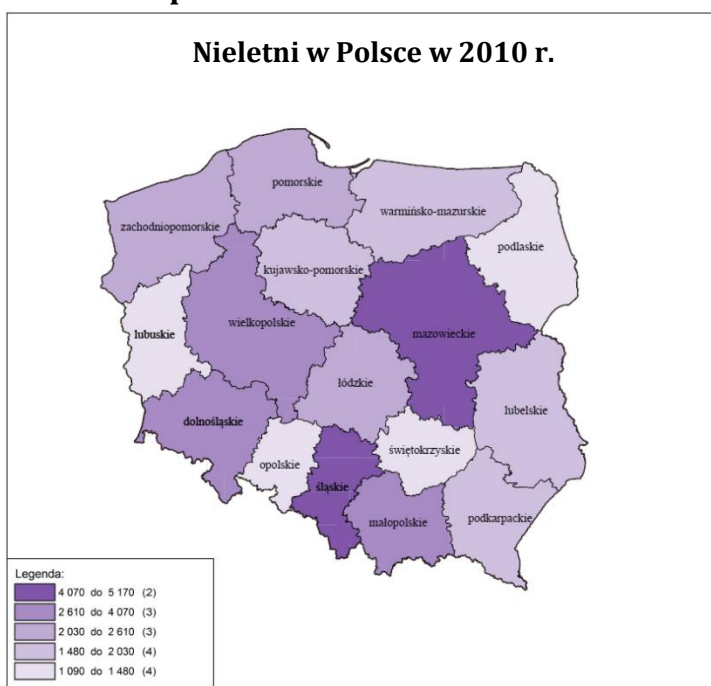 Nieletni w Polsce w 2010 r.
pomorskie
warmińsko-mazurskie
zachodniopomorskie
podlaskie
kujawsko-pomorskie
wielkopolskie
lubuskie
mazowieckie
łódzkie
lubelskie
dolnośląskie
świętokrzyskie
opolskie
śląskie
małopolskie
podkarpackie
Legenda:
4 070 do 5 170 (2)
2 610 do 4 070 (3)
2 030 do 2 610 (3)
1 480 do 2 030 (4)
1 090 do 1 480 (4)